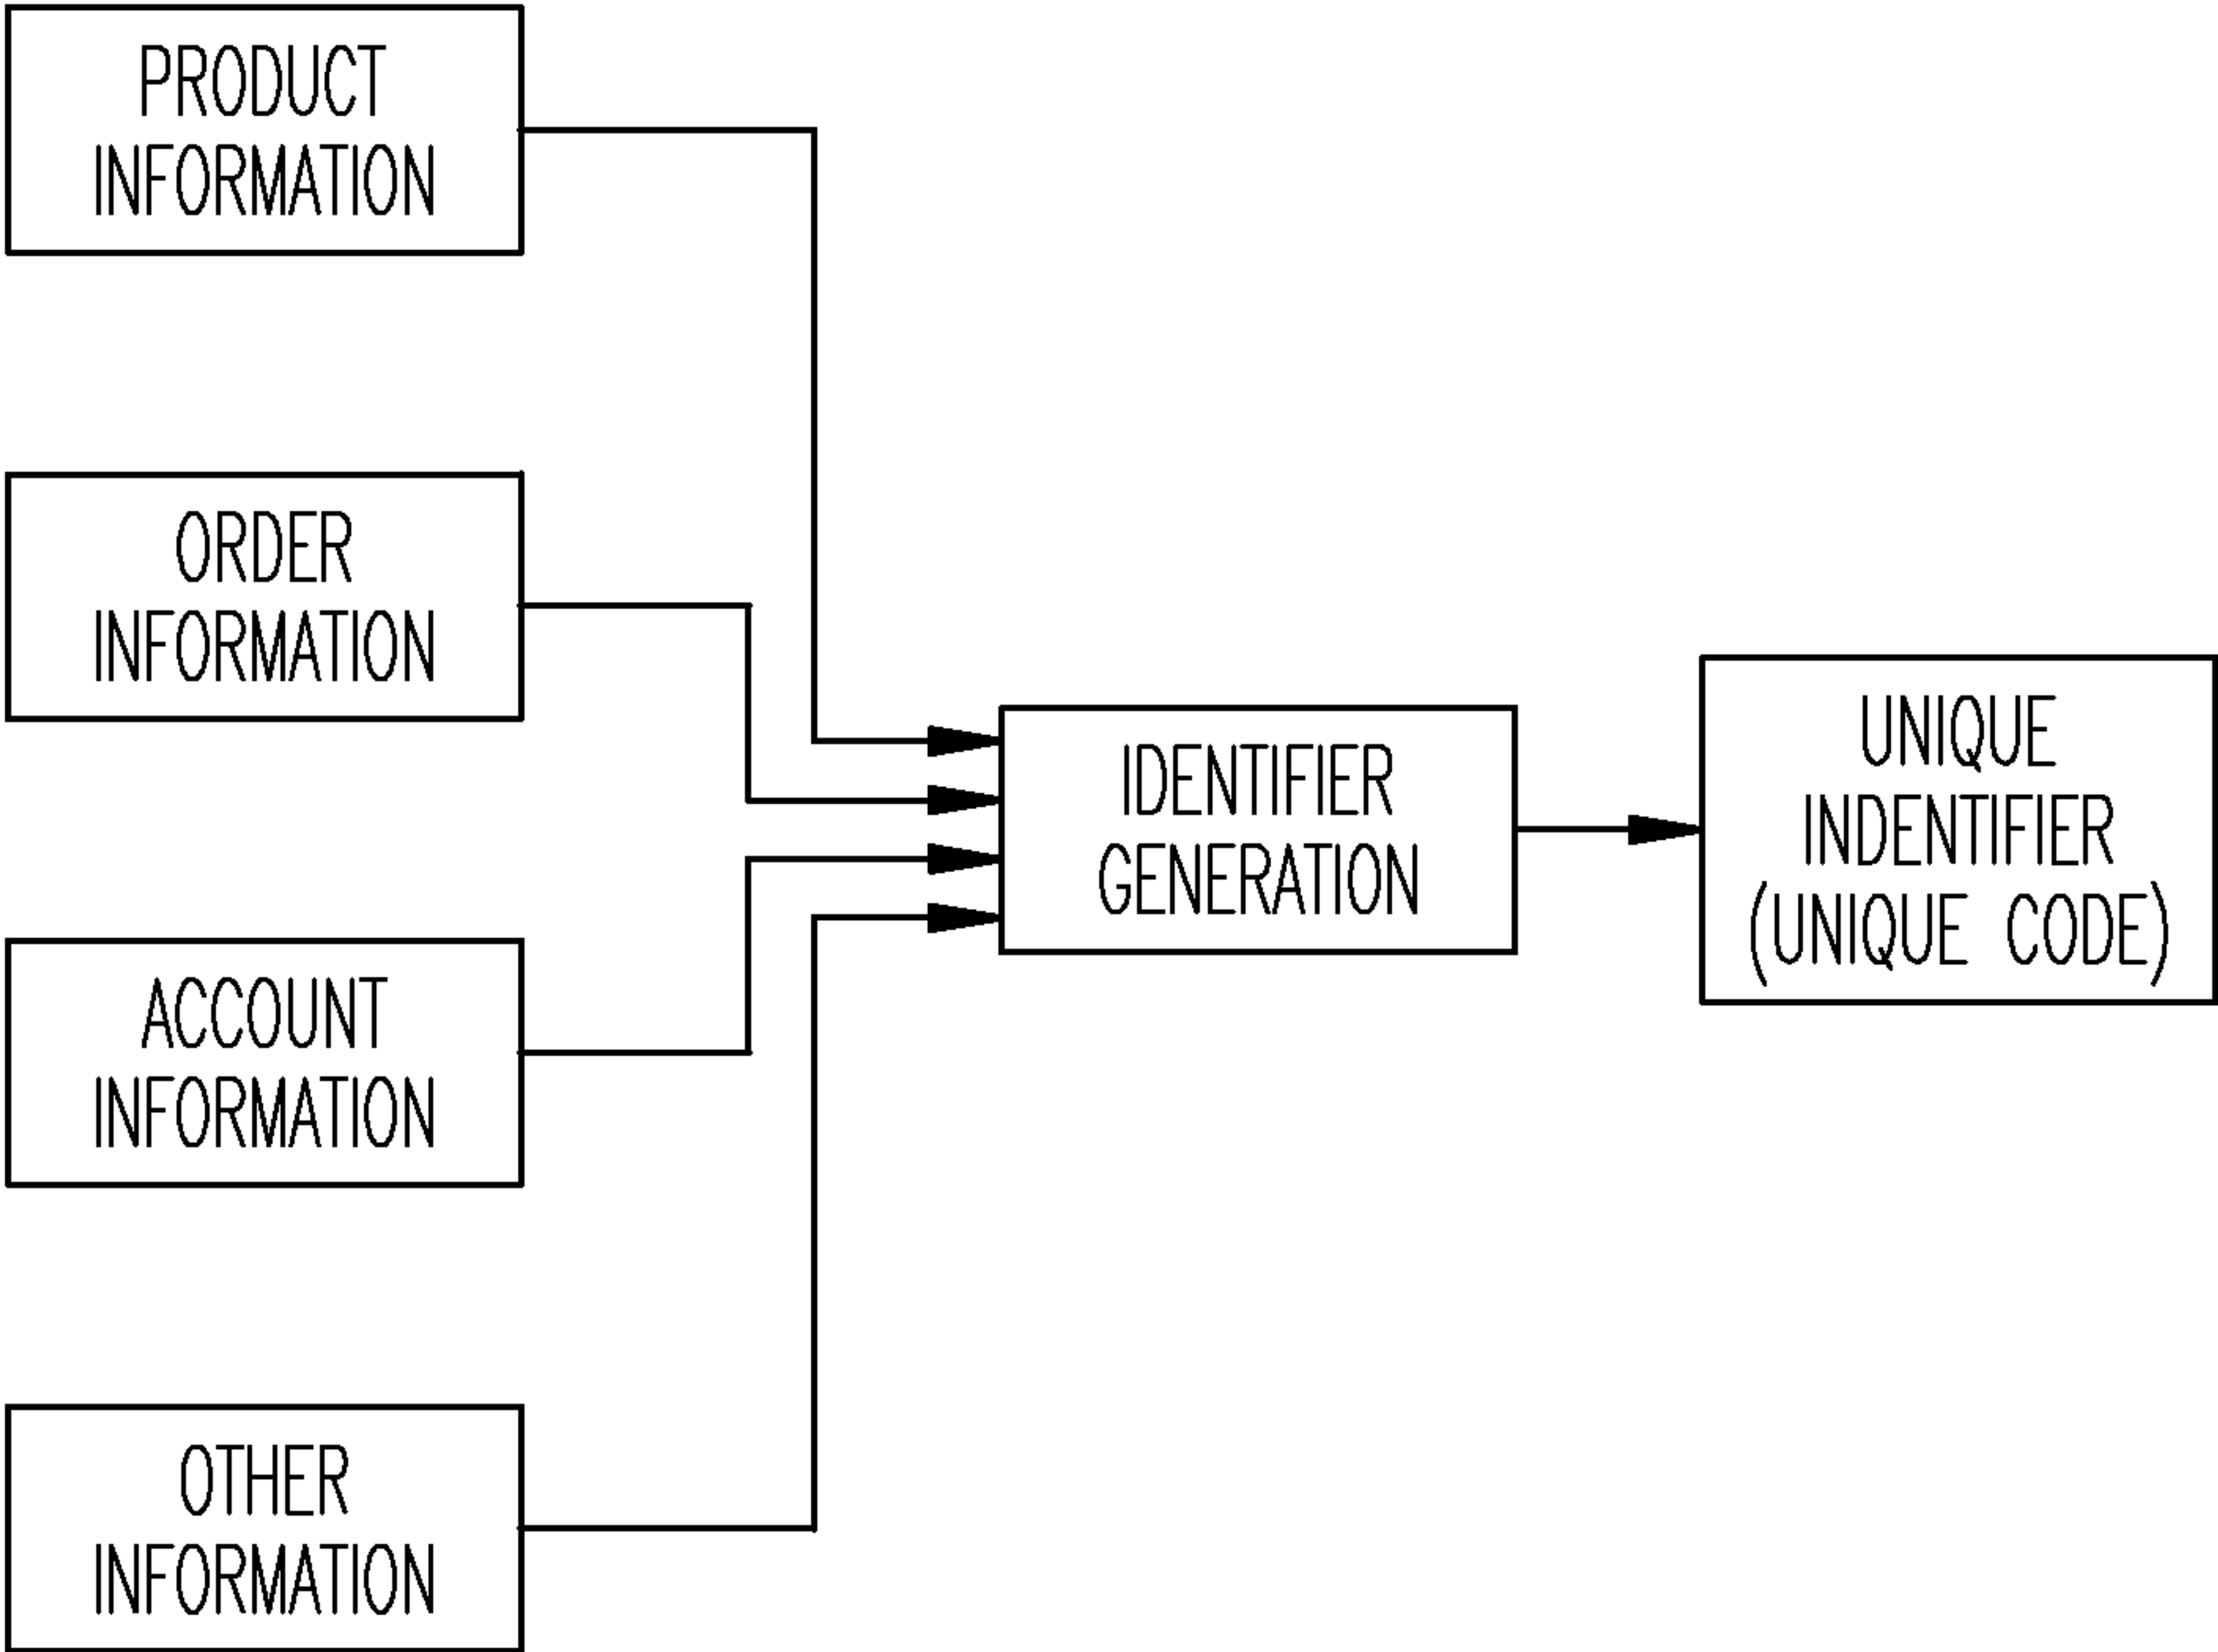 PRODUCT
INFORMATION
ORDER
INFORMATION
ACCOUNT
INFORMATION
OTHER
INFORMATION
IDENTIFIER
GENERATION
UNIQUE
INDENTIFIER
(UNIQUE CODE)